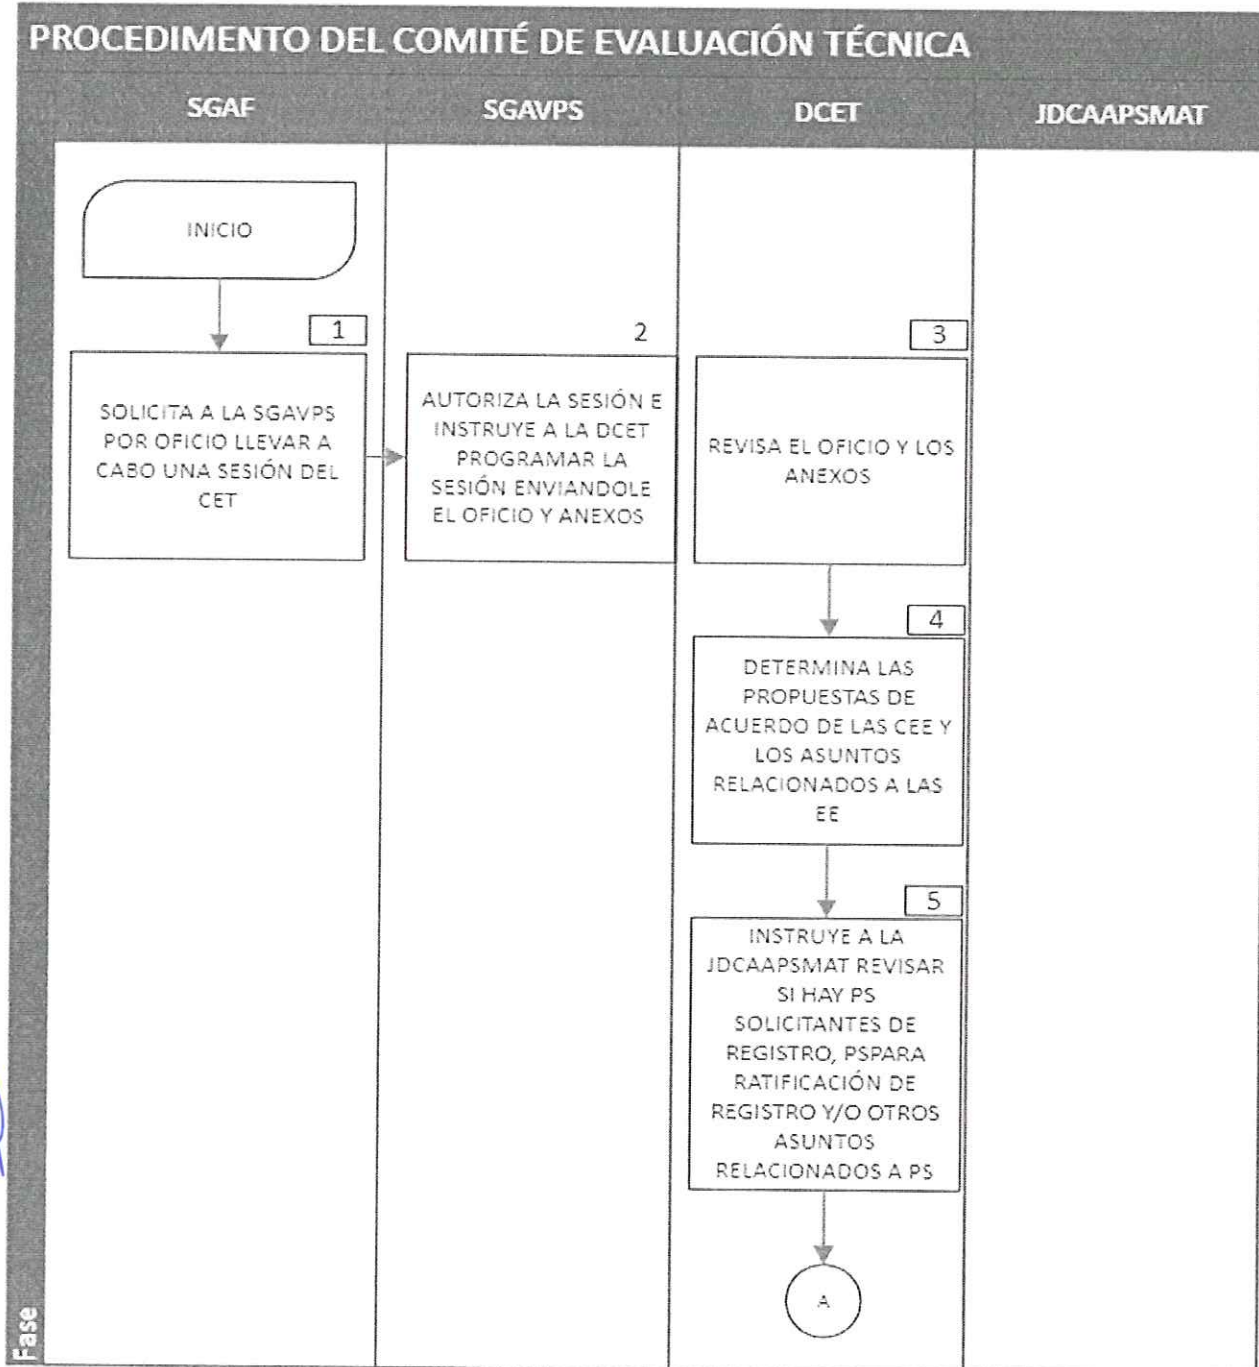 PROCEDIMENTO DEL COMITÉ DE EVALUACIÓN TÉCNICA
SGAF
SGAVPS
DCET
JDCAAPSMAT
INICIO
1
SOLICITA A LA SGAVPS
POR OFICIO LLEVAR A
CABO UNA SESIÓN DEL
CET
2
AUTORIZA LA SESIÓN E
INSTRUYE A LA DCET
PROGRAMAR LA
SESIÓN ENVIANDOLE
EL OFICIO Y ANEXOS
3
REVISA EL OFICIO Y LOS
ANEXOS
4
DETERMINA LAS
PROPUESTAS DE
ACUERDO DE LAS CEE Y
LOS ASUNTOS
RELACIONADOS A LAS
EE
5
INSTRUYE A LA
JDCAAPSMAT REVISAR
SI HAY PS
SOLICITANTES DE
REGISTRO, PSPARA
RATIFICACIÓN DE
REGISTRO Y/O OTROS
ASUNTOS
RELACIONADOS A PS
A
Fase